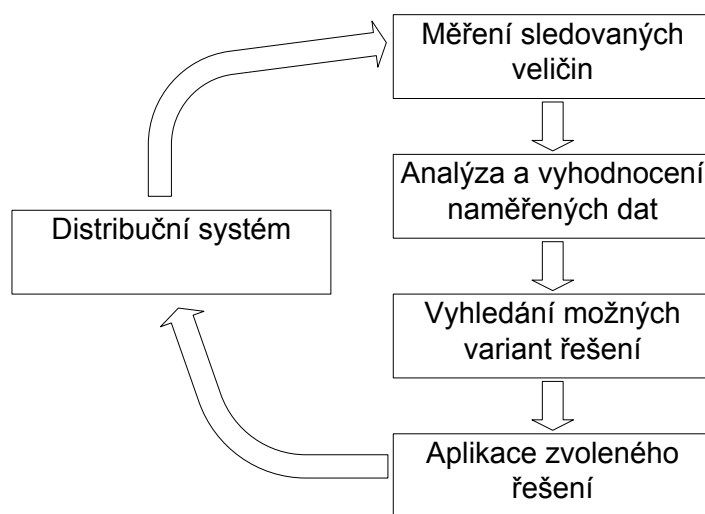 Měření sledovaných
veličin
Analýza a vyhodnocení
naměřených dat
Distribuční systém
Vyhledání možných
variant řešení
Aplikace zvoleného
řešení